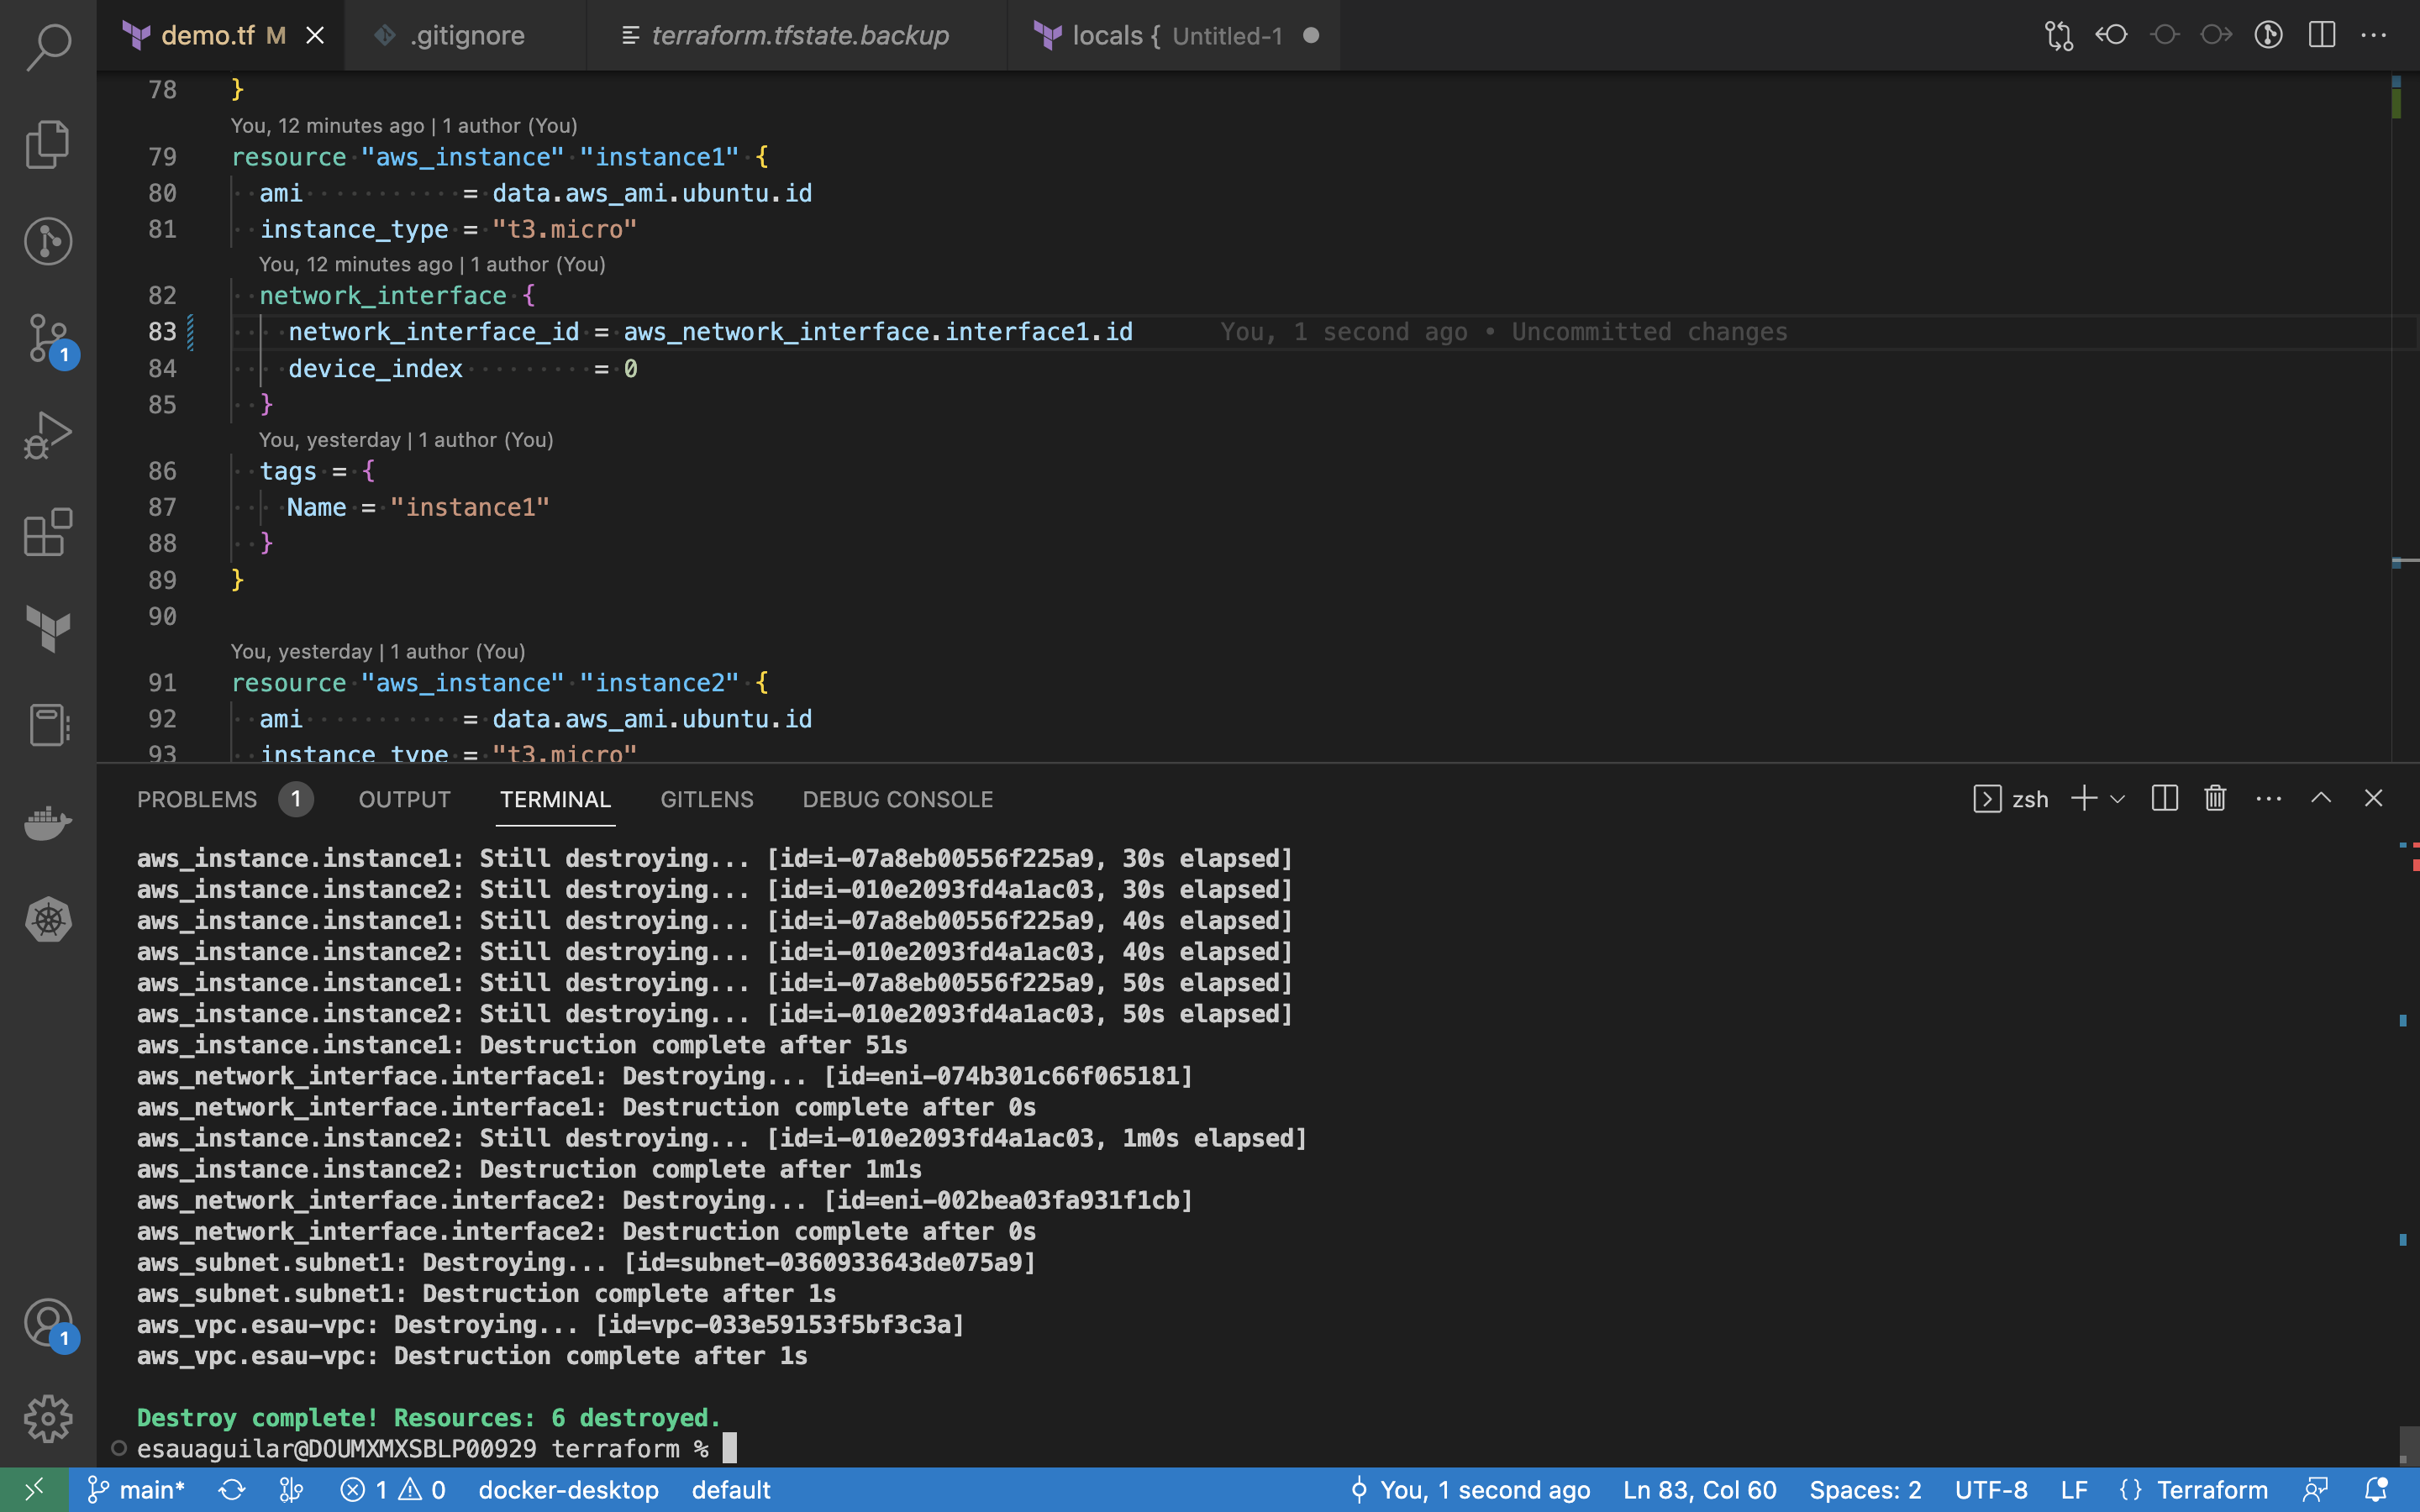 demo.tf M
.gitignore
terraform.tfstate.backup
locals { Untitled-1
78 }
You, 12 minutes ago | 1 author (You)
79 resource "aws_instance" "instance1" {
80 ami = data.aws_ami.ubuntu.id
81 instance_type = "t3.micro"
You, 12 minutes ago | 1 author (You)
82 network_interface {
83 network_interface_id = aws_network_interface.interface1.id You, 1 second ago • Uncommitted changes
84 device_index = 0
85 }
You, yesterday | 1 author (You)
86 tags = {
87 Name = "instance1"
88 }
89 }
90
You, yesterday | 1 author (You)
91 resource "aws_instance" "instance2" {
92 ami = data.aws_ami.ubuntu.id
93 instance_type = "t3.micro"
1
PROBLEMS 1 OUTPUT TERMINAL GITLENS DEBUG CONSOLE zsh
aws_instance.instance1: Still destroying... [id=i-07a8eb00556f225a9, 30s elapsed]
aws_instance.instance2: Still destroying... [id=i-010e2093fd4a1ac03, 30s elapsed]
aws_instance.instance1: Still destroying... [id=i-07a8eb00556f225a9, 40s elapsed]
aws_instance.instance2: Still destroying... [id=i-010e2093fd4a1ac03, 40s elapsed]
aws_instance.instance1: Still destroying... [id=i-07a8eb00556f225a9, 50s elapsed]
aws_instance.instance2: Still destroying... [id=i-010e2093fd4a1ac03, 50s elapsed]
aws_instance.instance1: Destruction complete after 51s
aws_network_interface.interface1: Destroying... [id=eni-074b301c66f065181]
aws_network_interface.interface1: Destruction complete after 0s
aws_instance.instance2: Still destroying... [id=i-010e2093fd4a1ac03, 1m0s elapsed]
aws_instance.instance2: Destruction complete after 1m1s
aws_network_interface.interface2: Destroying... [id=eni-002bea03fa931f1cb]
aws_network_interface.interface2: Destruction complete after 0s
aws_subnet.subnet1: Destroying... [id=subnet-0360933643de075a9]
aws_subnet.subnet1: Destruction complete after 1s
aws_vpc.esau-vpc: Destroying... [id=vpc-033e59153f5bf3c3a]
aws_vpc.esau-vpc: Destruction complete after 1s
Destroy complete! Resources: 6 destroyed.
esauaguilar@DOUMXMXSBLP00929 terraform %
1
main* 1 0 docker-desktop default You, 1 second ago Ln 83, Col 60 Spaces: 2 UTF-8 LF {} Terraform